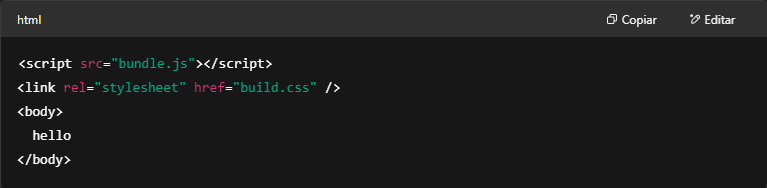 html
Copiar
Editar
<script src="bundle.js"></script>
<link rel="stylesheet" href="build.css" />
<body>
  hello
</body>